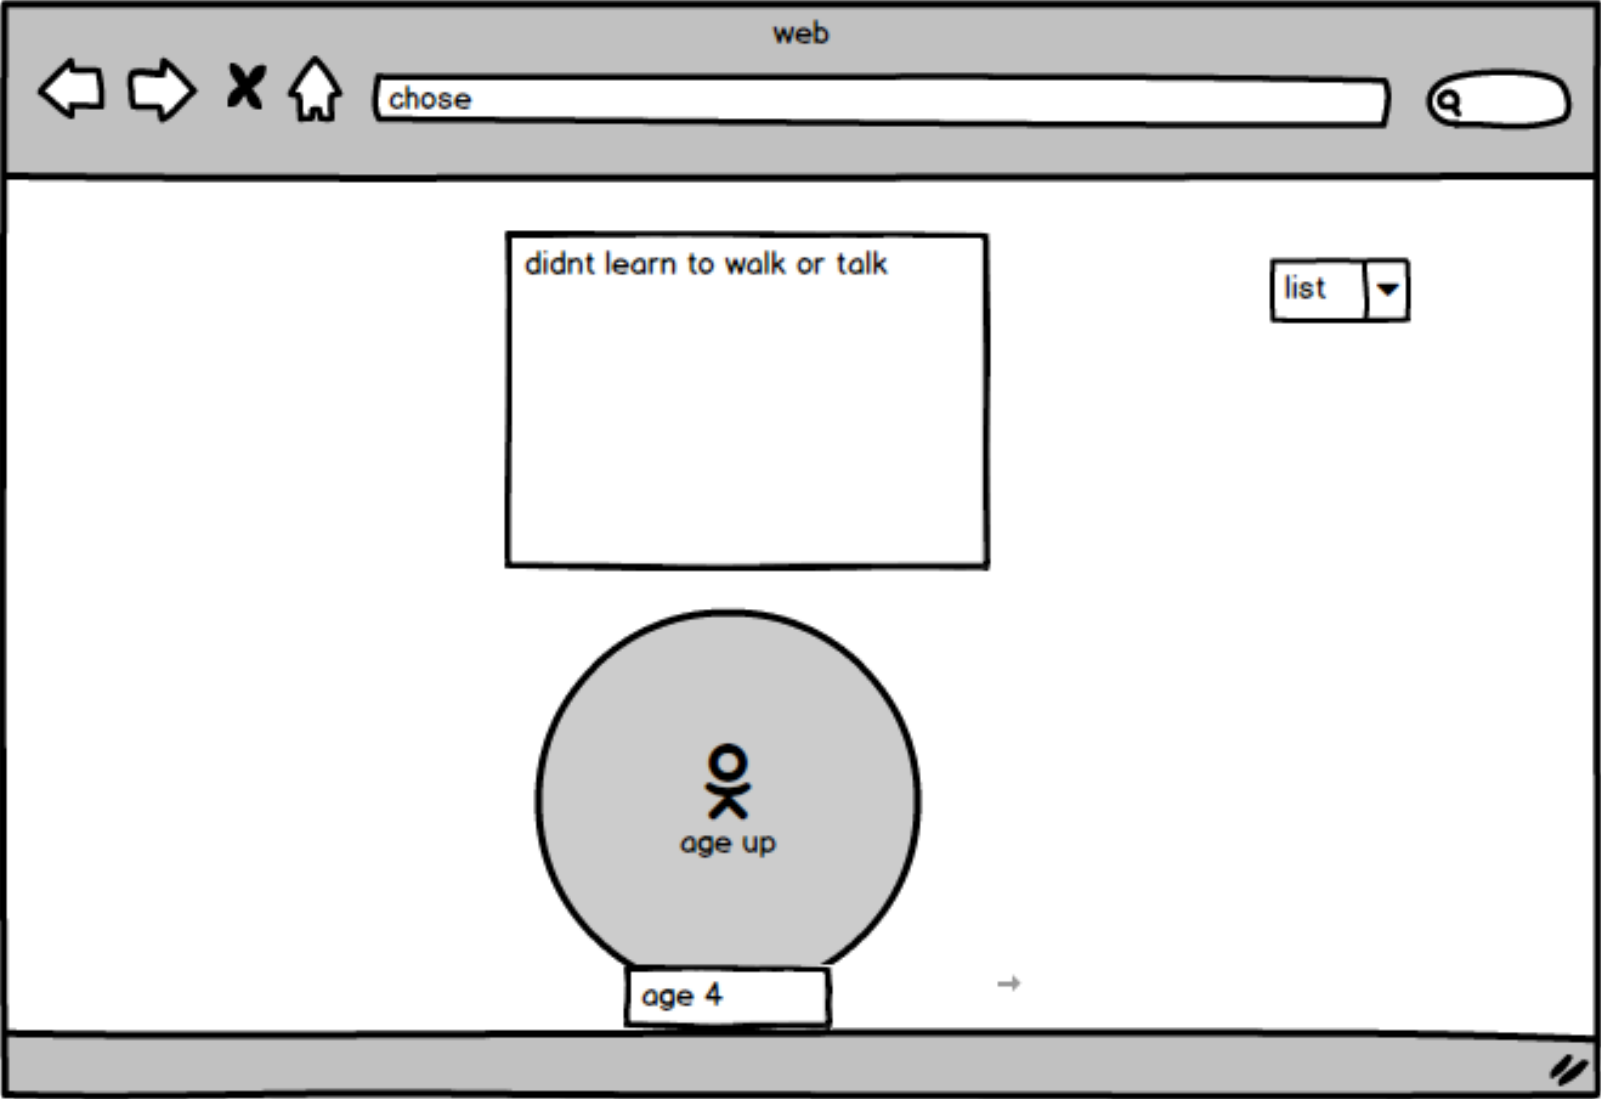 web
chose
didnt learn to walk or talk
list
age up
age 4